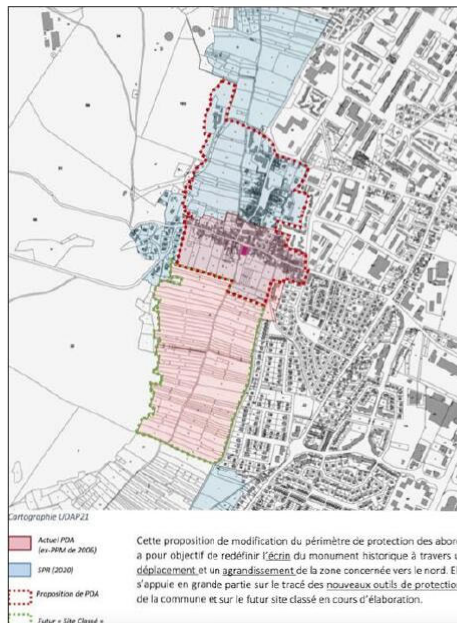 Cartographie UDAP21
Actuel PDA
(ex-PPM de 2006)
SPR (2020)
Proposition de PDA
Futur « Site Classé »
Cette proposition de modification du périmètre de protection des abor
a pour objectif de redéfinir l'écrin du monument historique à travers u
déplacement et un agrandissement de la zone concernée vers le nord. El
s'appuie en grande partie sur le tracé des nouveaux outils de protection
de la commune et sur le futur site classé en cours d'élaboration.